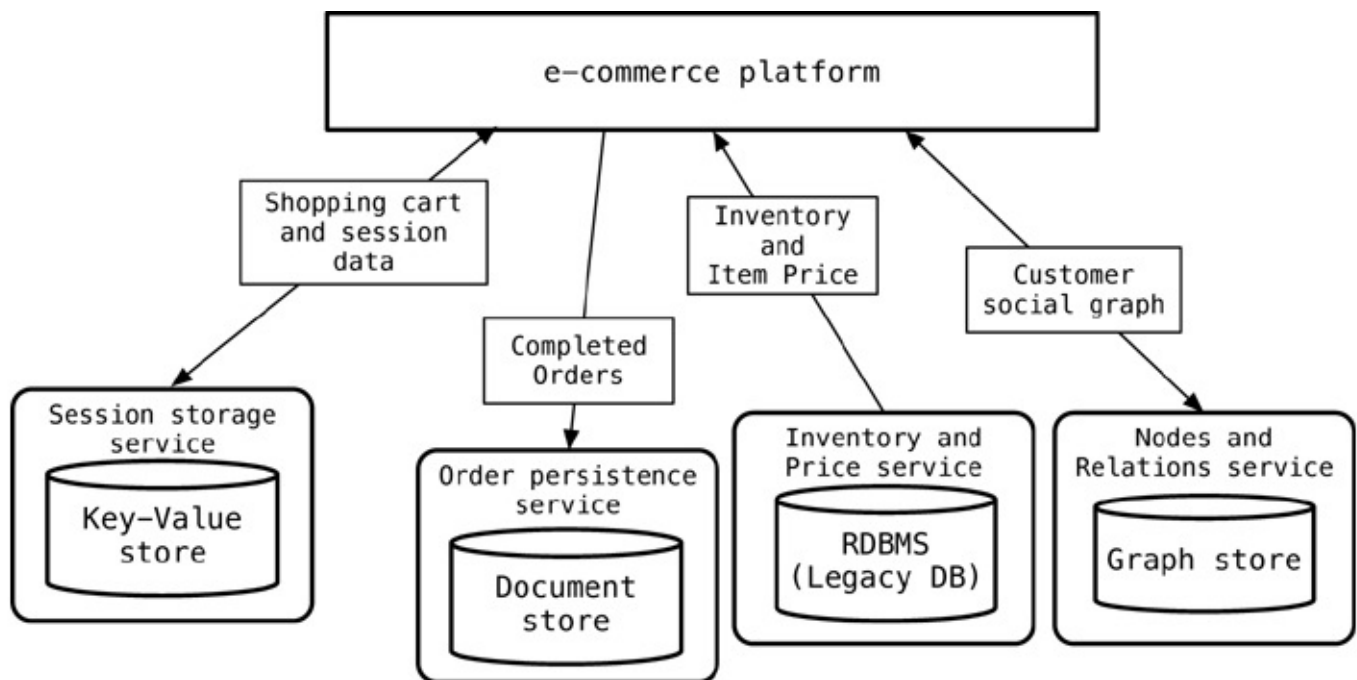 e-commerce platform
Shopping cart
and session
data
Inventory
and
Item Price
Customer
social graph
Completed
Orders
Session storage
service
Key-Value
store
Order persistence
service
Document
store
Inventory and
Price service
RDBMS
(Legacy DB)
Nodes and
Relations service
Graph store